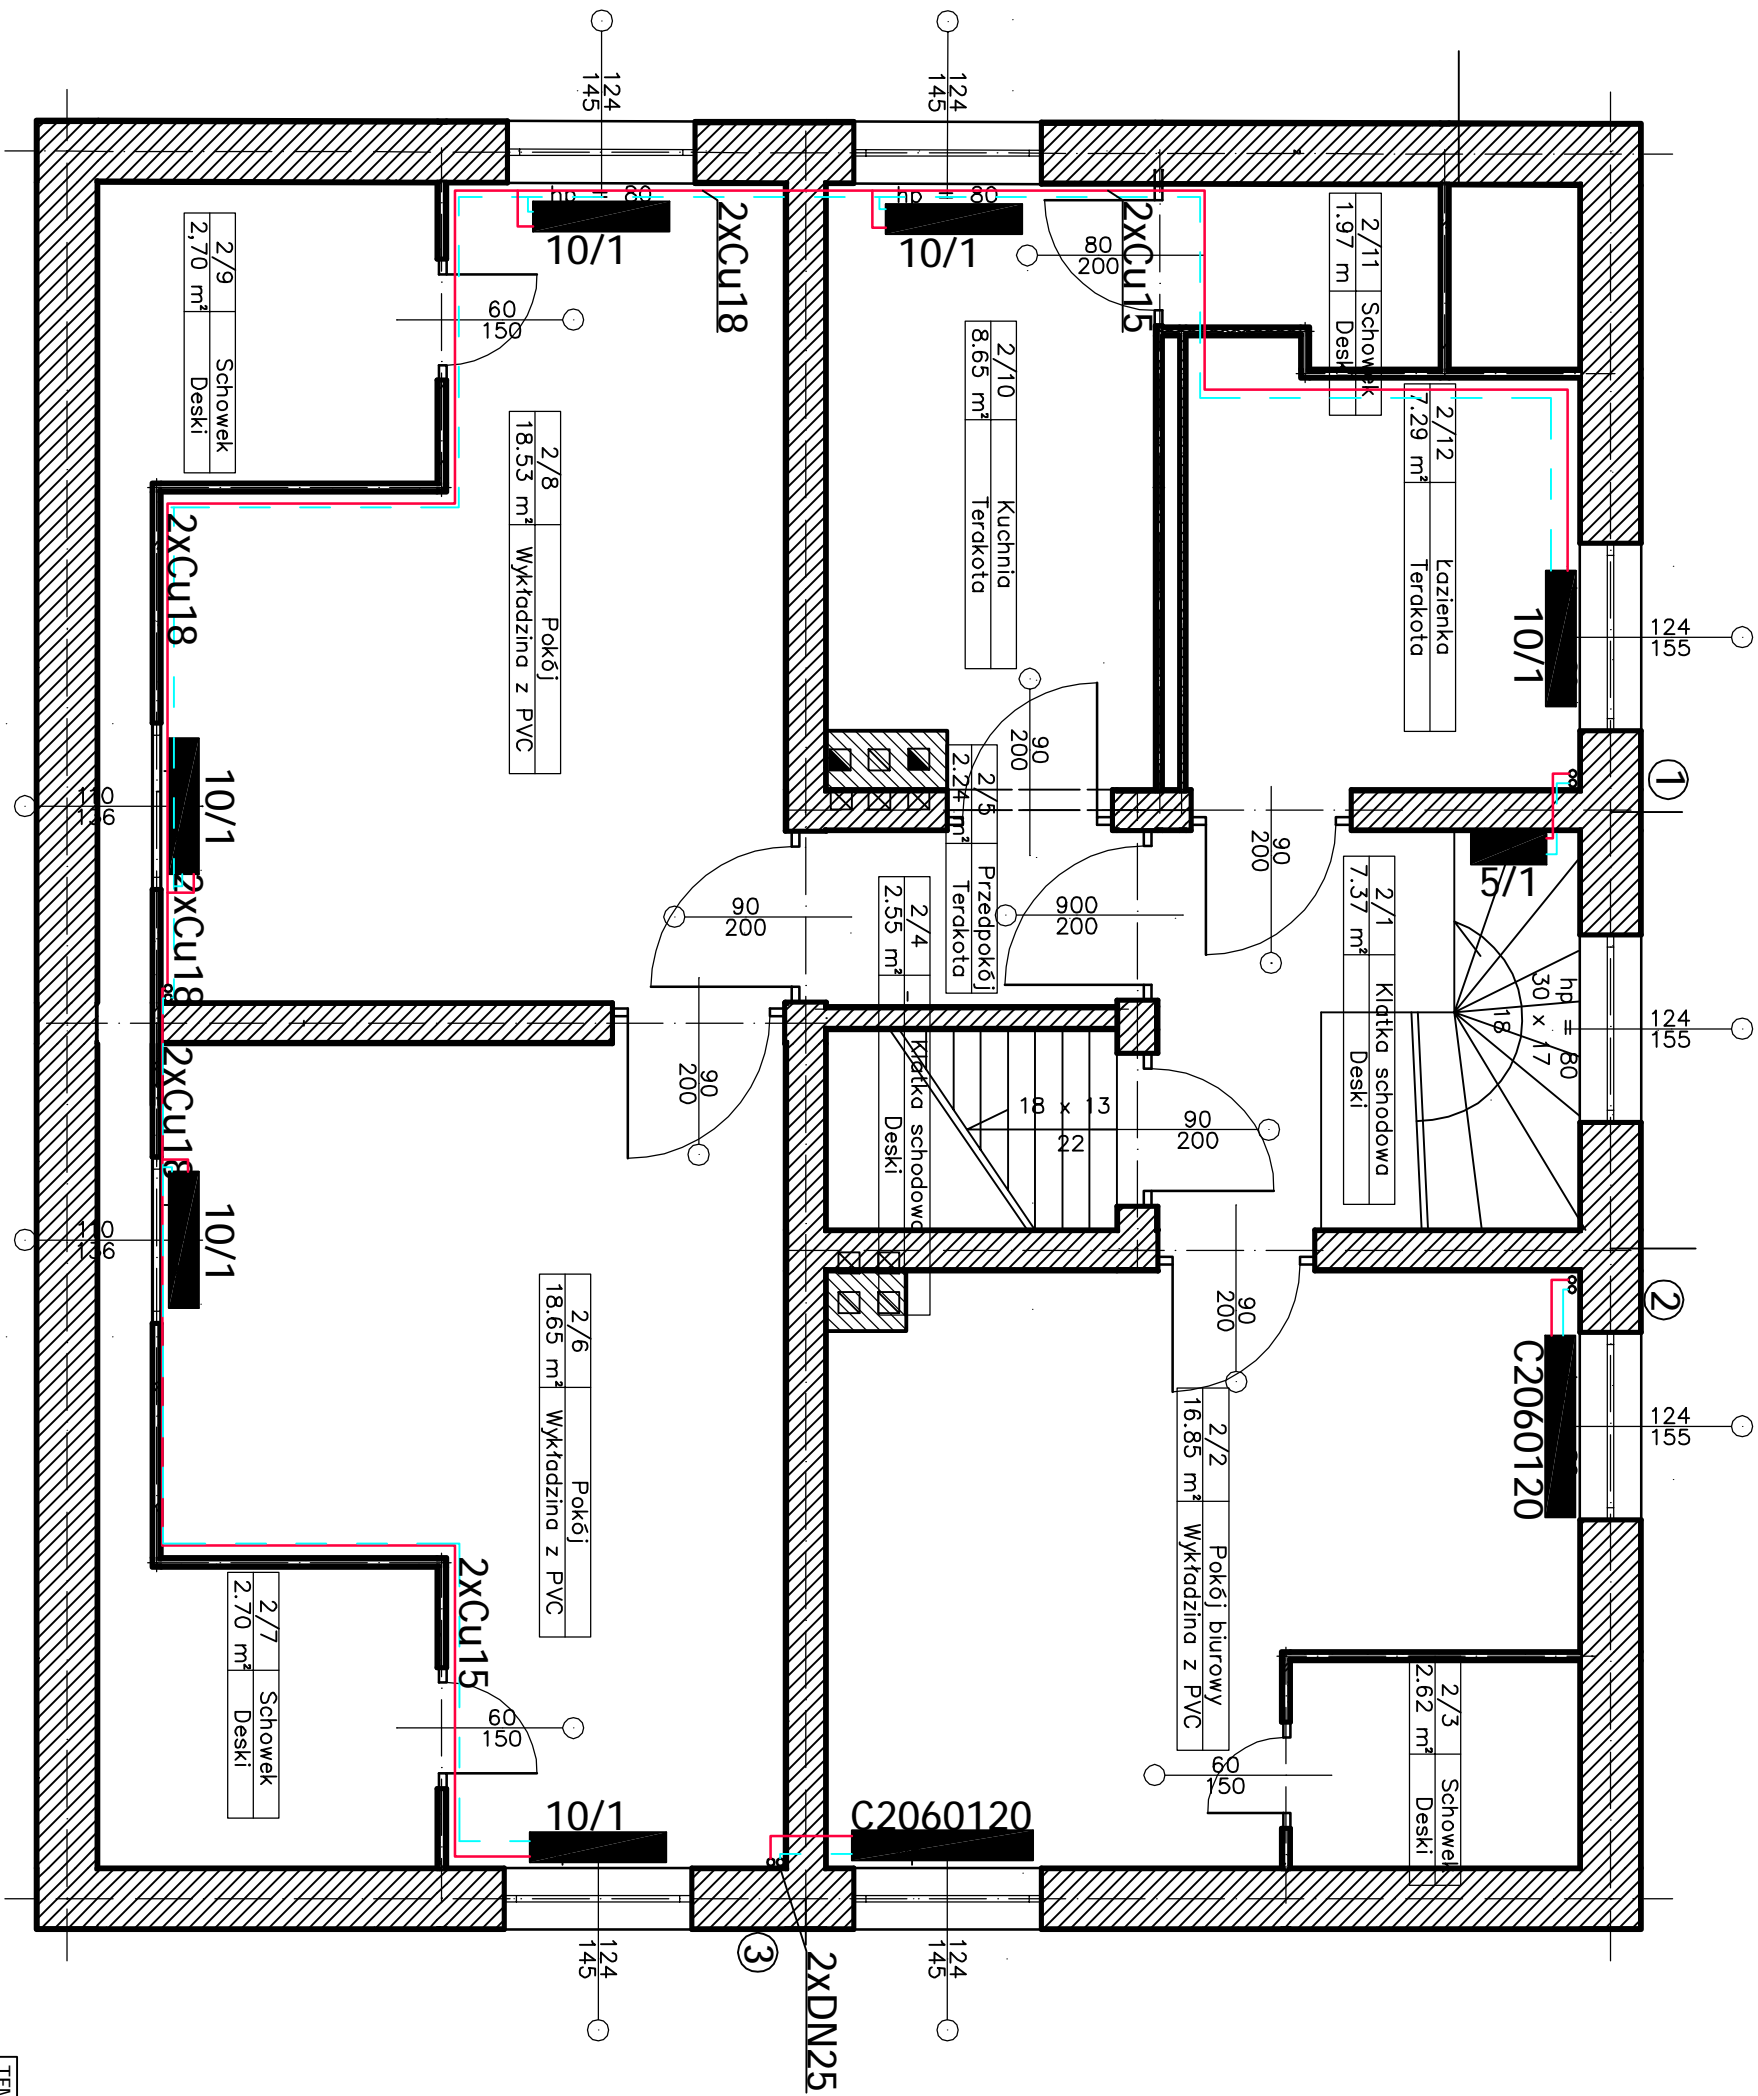 124
145
124
145
hp = 80
hp = 80
10/1
10/1
2xCu18
2xCu15
80
200
2/11 Schowek
1.97 m Deski
2/9 Schowek
2,70 m² Deski
60
150
2/8 Pokój
18.53 m² Wykładzina z PVC
2/10 Kuchnia
8.65 m² Terakota
2/12 Łazienka
7.29 m² Terakota
10/1
124
155
2xCu18
10/1
110
136
2xCu18
90
200
2/5 Przedpokój
2.24 m² Terakota
90
200
1
5/1
2/1 Klatka schodowa
7.37 m² Deski
90
200
900
200
2/4 - Klatka schodowa
2.55 m² Deski
hp = 80
30 x 17
18
124
155
2xCu18
90
200
18 x 13
22
90
200
10/1
110
136
2/6 Pokój
18.65 m² Wykładzina z PVC
90
200
2
C2060120
124
155
2/2 Pokój biurowy
16.85 m² Wykładzina z PVC
2xCu15
2/7 Schowek
2.70 m² Deski
60
150
2/3 Schowek
2.62 m² Deski
60
150
10/1
C2060120
124
145
3
2xDN25
124
145